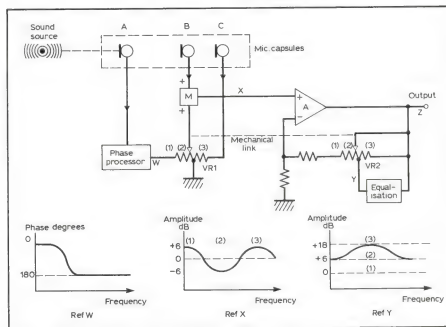 A
B
C
Sound
source
Mic. capsules
+
M
+
X
+
A
−
Output
Z
Phase
processor
W
(1)
(2)
(3)
VR1
Mechanical
link
(1)
(2)
(3)
VR2
Y
Equal-
isation
Phase degrees
0
180
Frequency
Ref W
Amplitude
dB
+6
0
−6
(1)
(2)
(3)
Frequency
Ref X
Amplitude
dB
+18
+6
0
(3)
(2)
(1)
Frequency
Ref Y